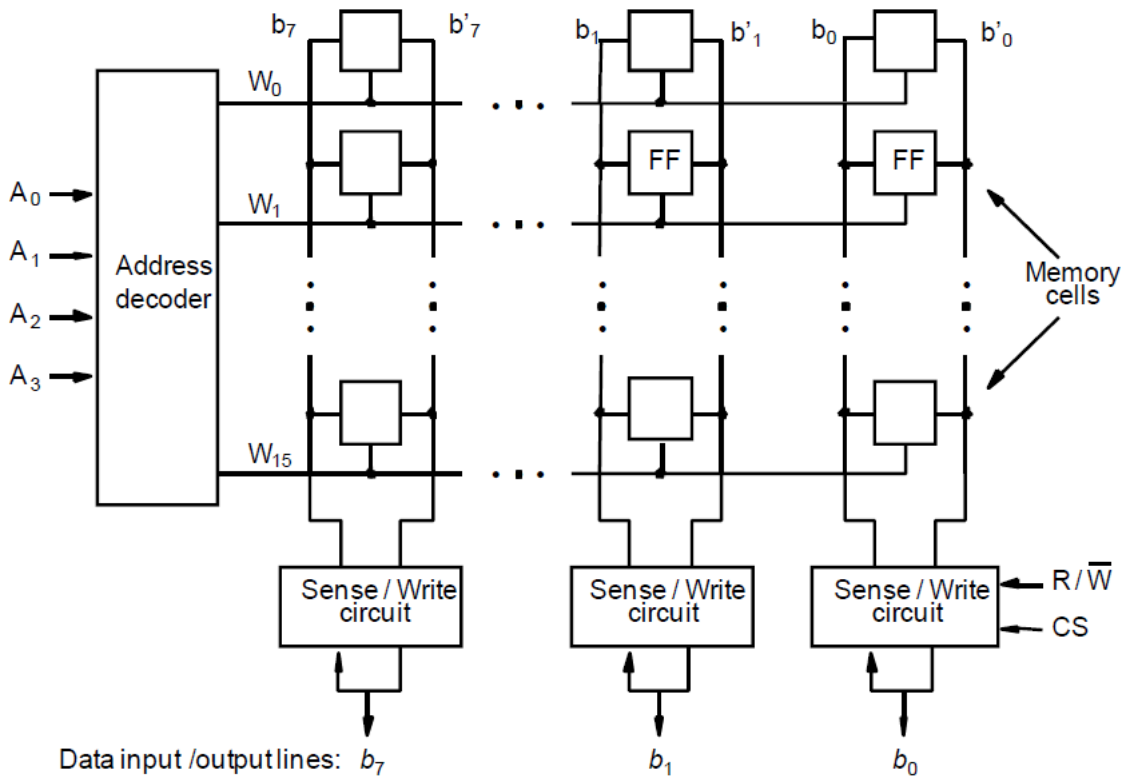 b7 b'7 b1 b'1 b0 b'0
W0
FF FF
A0
W1
A1
Address
decoder
Memory
cells
A2
A3
W15
Sense / Write
circuit
Sense / Write
circuit
Sense / Write
circuit
R / W̅
CS
Data input /output lines: b7 b1 b0